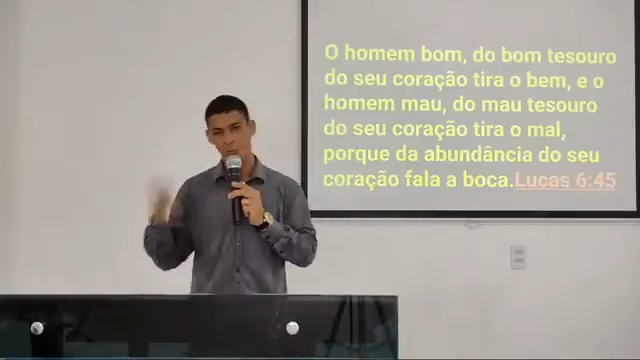 O homem bom, do bom tesouro
do seu coração tira o bem, e o
homem mau, do mau tesouro
do seu coração tira o mal,
porque da abundância do seu
coração fala a boca.Lucas 6:45